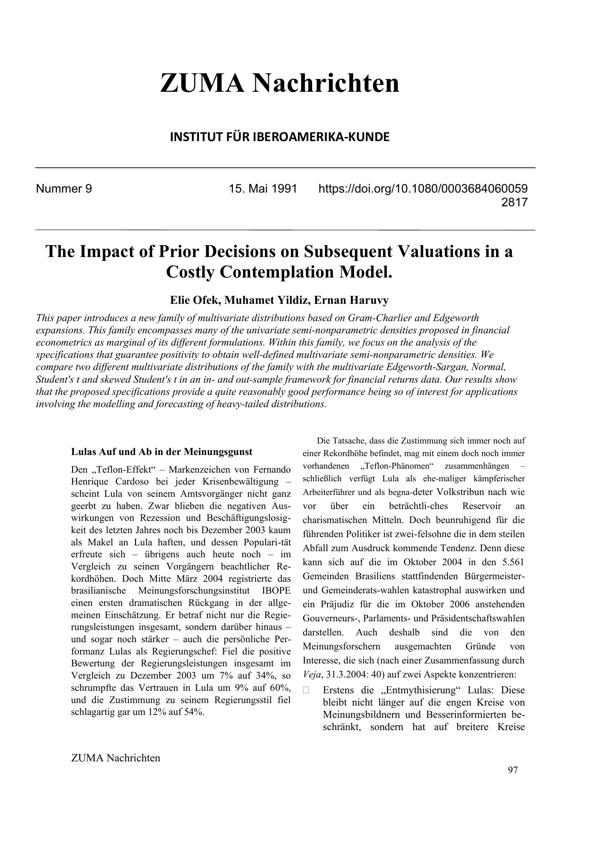 ZUMA Nachrichten
INSTITUT FÜR IBEROAMERIKA-KUNDE
Nummer 9 15. Mai 1991 https://doi.org/10.1080/0003684060059
2817
The Impact of Prior Decisions on Subsequent Valuations in a
Costly Contemplation Model.
Elie Ofek, Muhamet Yildiz, Ernan Haruvy
This paper introduces a new family of multivariate distributions based on Gram-Charlier and Edgeworth
expansions. This family encompasses many of the univariate semi-nonparametric densities proposed in financial
econometrics as marginal of its different formulations. Within this family, we focus on the analysis of the
specifications that guarantee positivity to obtain well-defined multivariate semi-nonparametric densities. We
compare two different multivariate distributions of the family with the multivariate Edgeworth-Sargan, Normal,
Student's t and skewed Student's t in an in- and out-sample framework for financial returns data. Our results show
that the proposed specifications provide a quite reasonably good performance being so of interest for applications
involving the modelling and forecasting of heavy-tailed distributions.
Lulas Auf und Ab in der Meinungsgunst
Den „Teflon-Effekt“ – Markenzeichen von Fernando
Henrique Cardoso bei jeder Krisenbewältigung –
scheint Lula von seinem Amtsvorgänger nicht ganz
geerbt zu haben. Zwar blieben die negativen Aus-
wirkungen von Rezession und Beschäftigungslosig-
keit des letzten Jahres noch bis Dezember 2003 kaum
als Makel an Lula haften, und dessen Populari-tät
erfreute sich – übrigens auch heute noch – im
Vergleich zu seinen Vorgängern beachtlicher Re-
kordhöhen. Doch Mitte März 2004 registrierte das
brasilianische Meinungsforschungsinstitut IBOPE
einen ersten dramatischen Rückgang in der allge-
meinen Einschätzung. Er betraf nicht nur die Regie-
rungsleistungen insgesamt, sondern darüber hinaus –
und sogar noch stärker – auch die persönliche Per-
formanz Lulas als Regierungschef: Fiel die positive
Bewertung der Regierungsleistungen insgesamt im
Vergleich zu Dezember 2003 um 7% auf 34%, so
schrumpfte das Vertrauen in Lula um 9% auf 60%,
und die Zustimmung zu seinem Regierungsstil fiel
schlagartig gar um 12% auf 54%.
Die Tatsache, dass die Zustimmung sich immer noch auf
einer Rekordhöhe befindet, mag mit einem doch noch immer
vorhandenen „Teflon-Phänomen“ zusammenhängen –
schließlich verfügt Lula als ehe-maliger kämpferischer
Arbeiterführer und als begna-deter Volkstribun nach wie
vor über ein beträchtli-ches Reservoir an
charismatischen Mitteln. Doch beunruhigend für die
führenden Politiker ist zwei-felsohne die in dem steilen
Abfall zum Ausdruck kommende Tendenz. Denn diese
kann sich auf die im Oktober 2004 in den 5.561
Gemeinden Brasiliens stattfindenden Bürgermeister-
und Gemeinderats-wahlen katastrophal auswirken und
ein Präjudiz für die im Oktober 2006 anstehenden
Gouverneurs-, Parlaments- und Präsidentschaftswahlen
darstellen. Auch deshalb sind die von den
Meinungsforschern ausgemachten Gründe von
Interesse, die sich (nach einer Zusammenfassung durch
Veja, 31.3.2004: 40) auf zwei Aspekte konzentrieren:
Erstens die „Entmythisierung“ Lulas: Diese
bleibt nicht länger auf die engen Kreise von
Meinungsbildnern und Besserinformierten be-
schränkt, sondern hat auf breitere Kreise
ZUMA Nachrichten
97